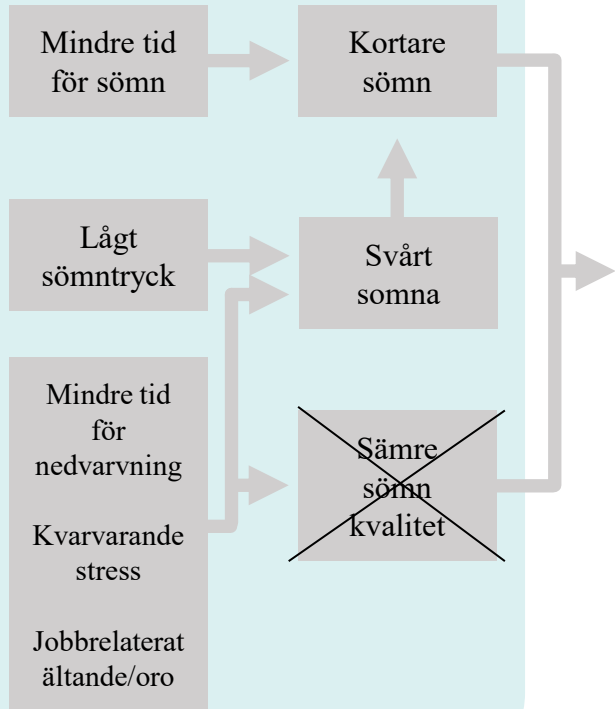 Mindre tid
för sömn
Kortare
sömn
Lågt
sömntryck
Svårt
somna
Mindre tid
för
nedvarvning
Kvarvarande
stress
Jobbrelaterat
ältande/oro
Sämre
sömn
kvalitet